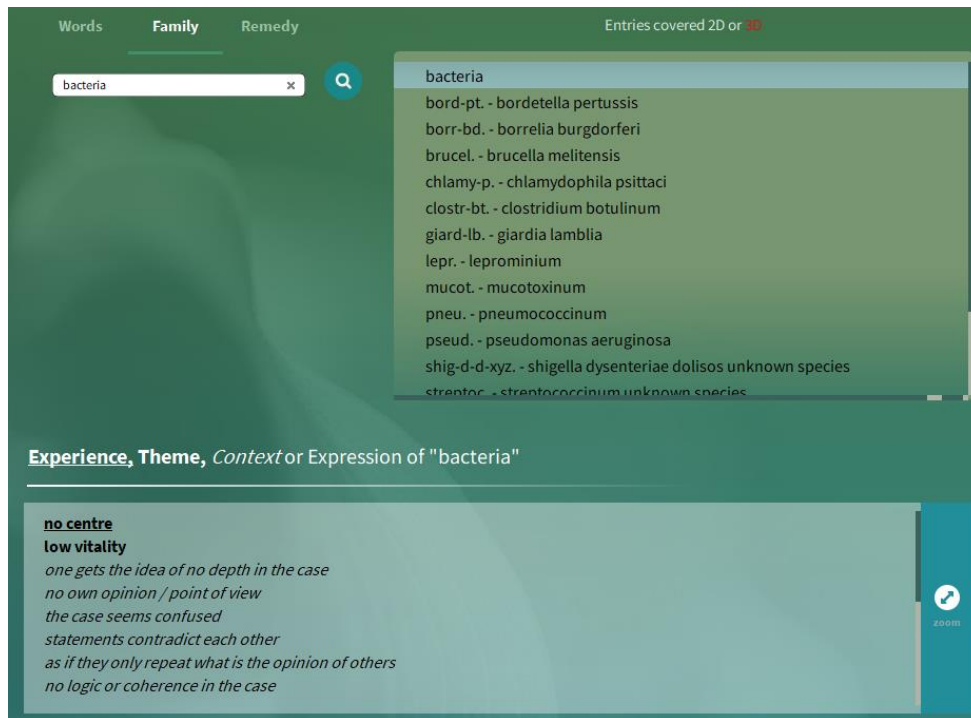 Words Family Remedy Entries covered 2D or 3D
bacteria ×
bacteria
bord-pt. - bordetella pertussis
borr-bd. - borrelia burgdorferi
brucel. - brucella melitensis
chlamy-p. - chlamydophila psittaci
clostr-bt. - clostridium botulinum
giard-lb. - giardia lamblia
lepr. - leprominium
mucot. - mucotoxinum
pneu. - pneumococcinum
pseud. - pseudomonas aeruginosa
shig-d-d-xyz. - shigella dysenteriae dolisos unknown species
streptoc. - streptococcinum unknown species
Experience, Theme, Context or Expression of "bacteria"
no centre
low vitality
one gets the idea of no depth in the case
no own opinion / point of view
the case seems confused
statements contradict each other
as if they only repeat what is the opinion of others
no logic or coherence in the case
zoom